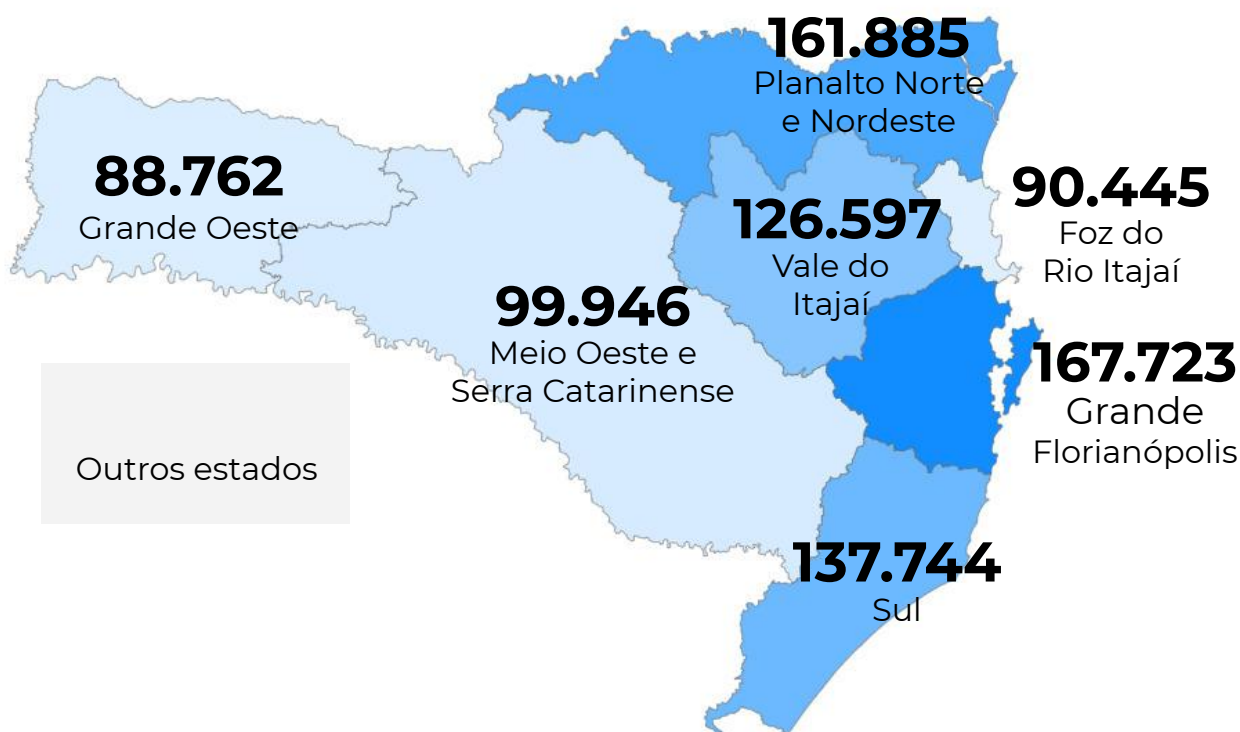 161.885
Planalto Norte
e Nordeste
88.762
Grande Oeste
126.597
Vale do
Itajaí
90.445
Foz do
Rio Itajaí
99.946
Meio Oeste e
Serra Catarinense
167.723
Grande
Florianópolis
Outros estados
137.744
Sul